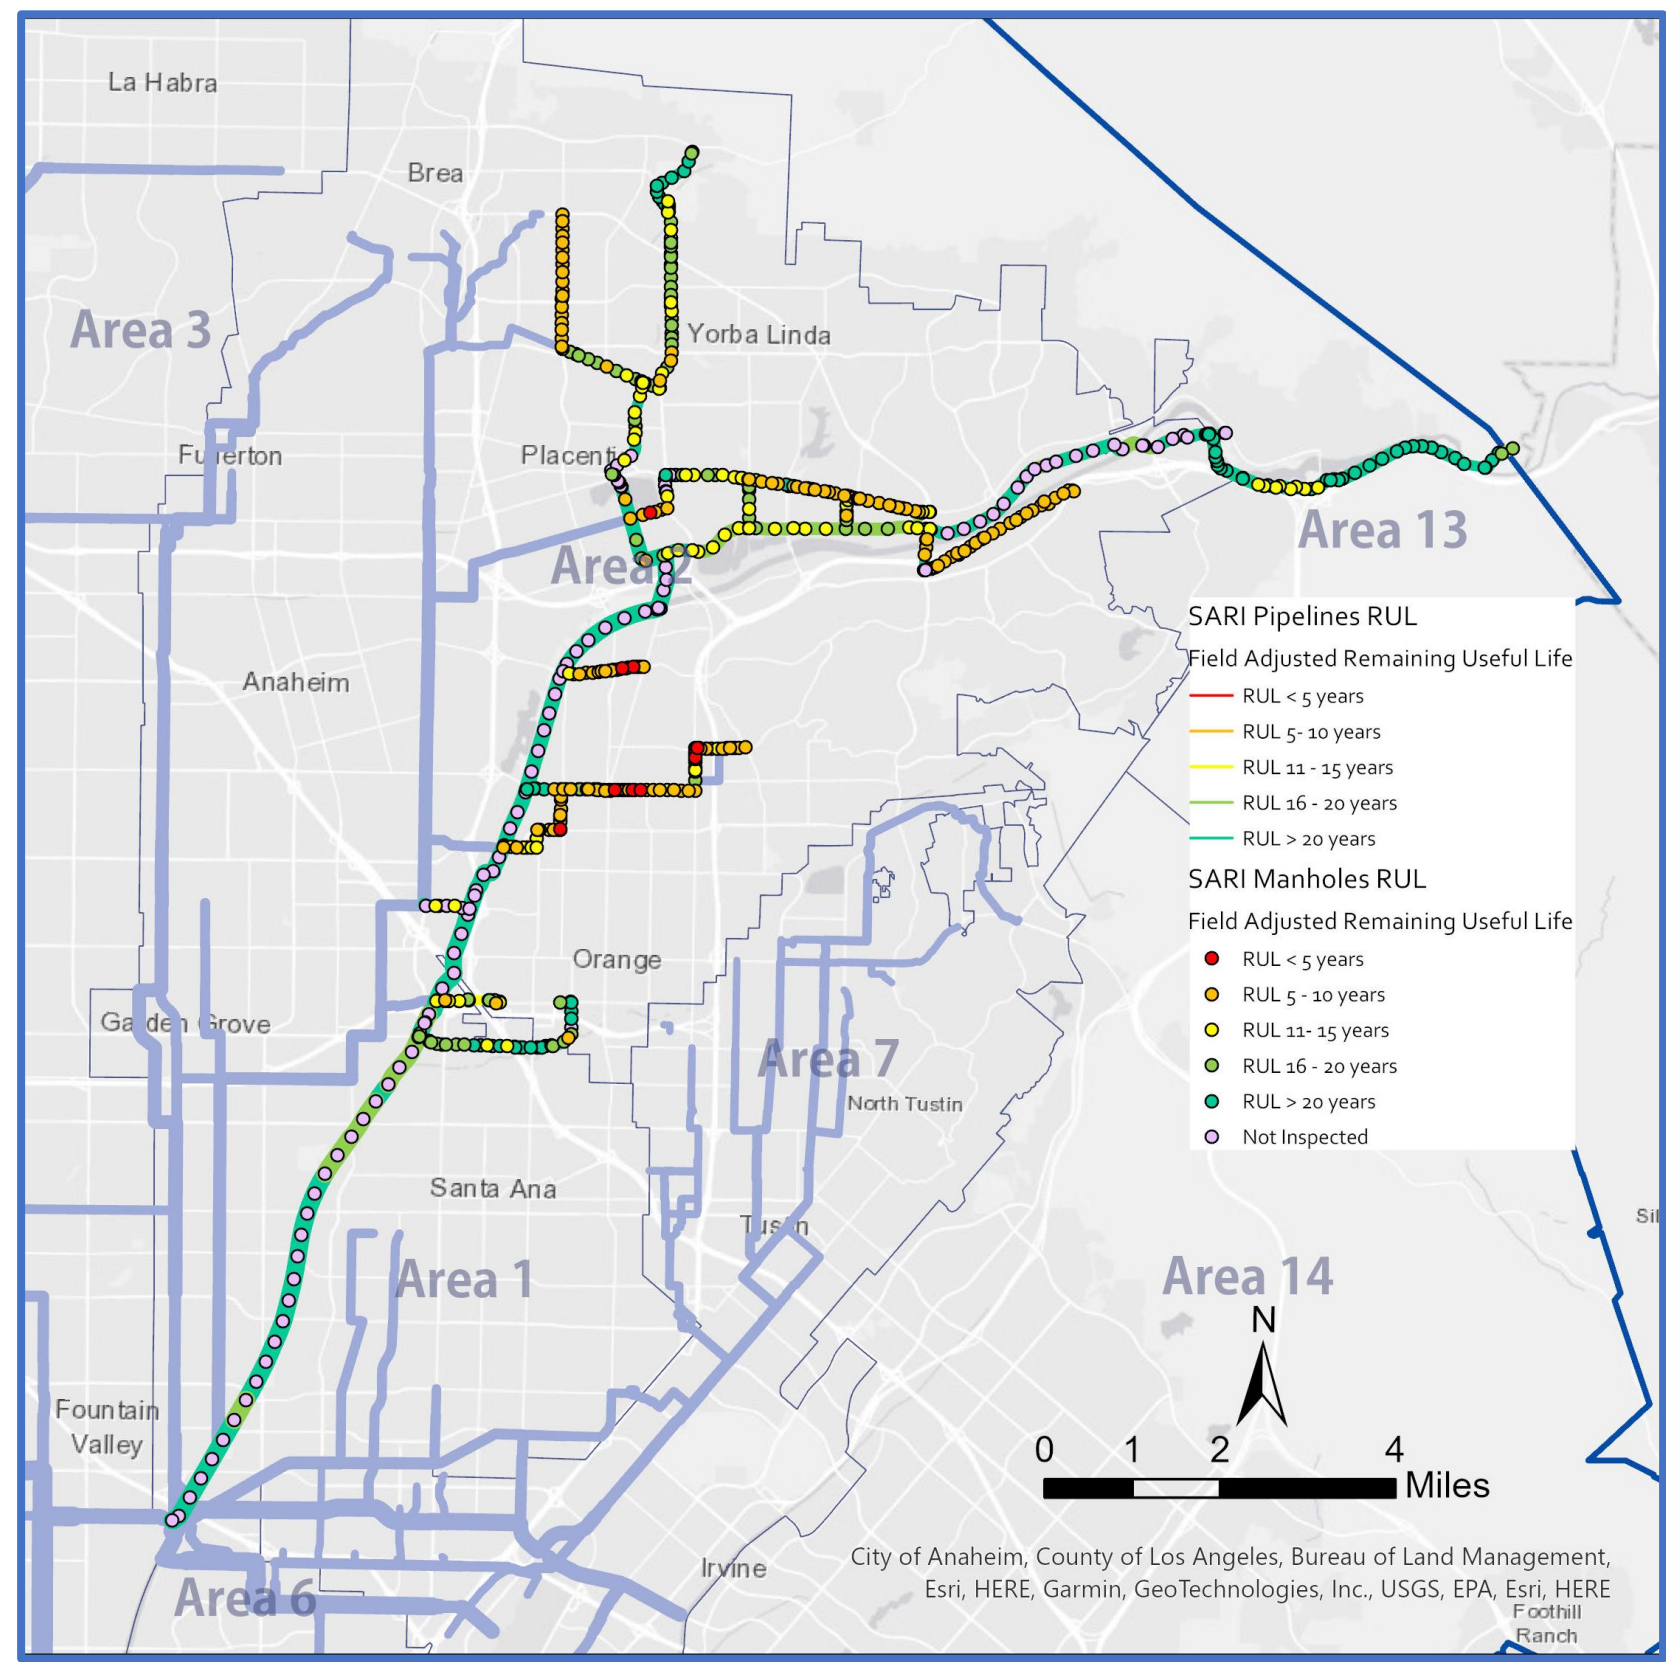 La Habra
Brea
Area 3
Yorba Linda
Fullerton
Placenti
Area 13
Area 2
SARI Pipelines RUL
Field Adjusted Remaining Useful Life
Anaheim
RUL < 5 years
RUL 5- 10 years
RUL 11 - 15 years
RUL 16 - 20 years
RUL > 20 years
SARI Manholes RUL
Field Adjusted Remaining Useful Life
Orange
RUL < 5 years
RUL 5 - 10 years
Garden Grove
RUL 11- 15 years
Area 7
RUL 16 - 20 years
North Tustin
RUL > 20 years
Not Inspected
Santa Ana
Sil
Tustin
Area 1
Area 14
N
Fountain
Valley
0 1 2 4
Miles
Irvine
City of Anaheim, County of Los Angeles, Bureau of Land Management,
Esri, HERE, Garmin, GeoTechnologies, Inc., USGS, EPA, Esri, HERE
Area 6
Foothill
Ranch